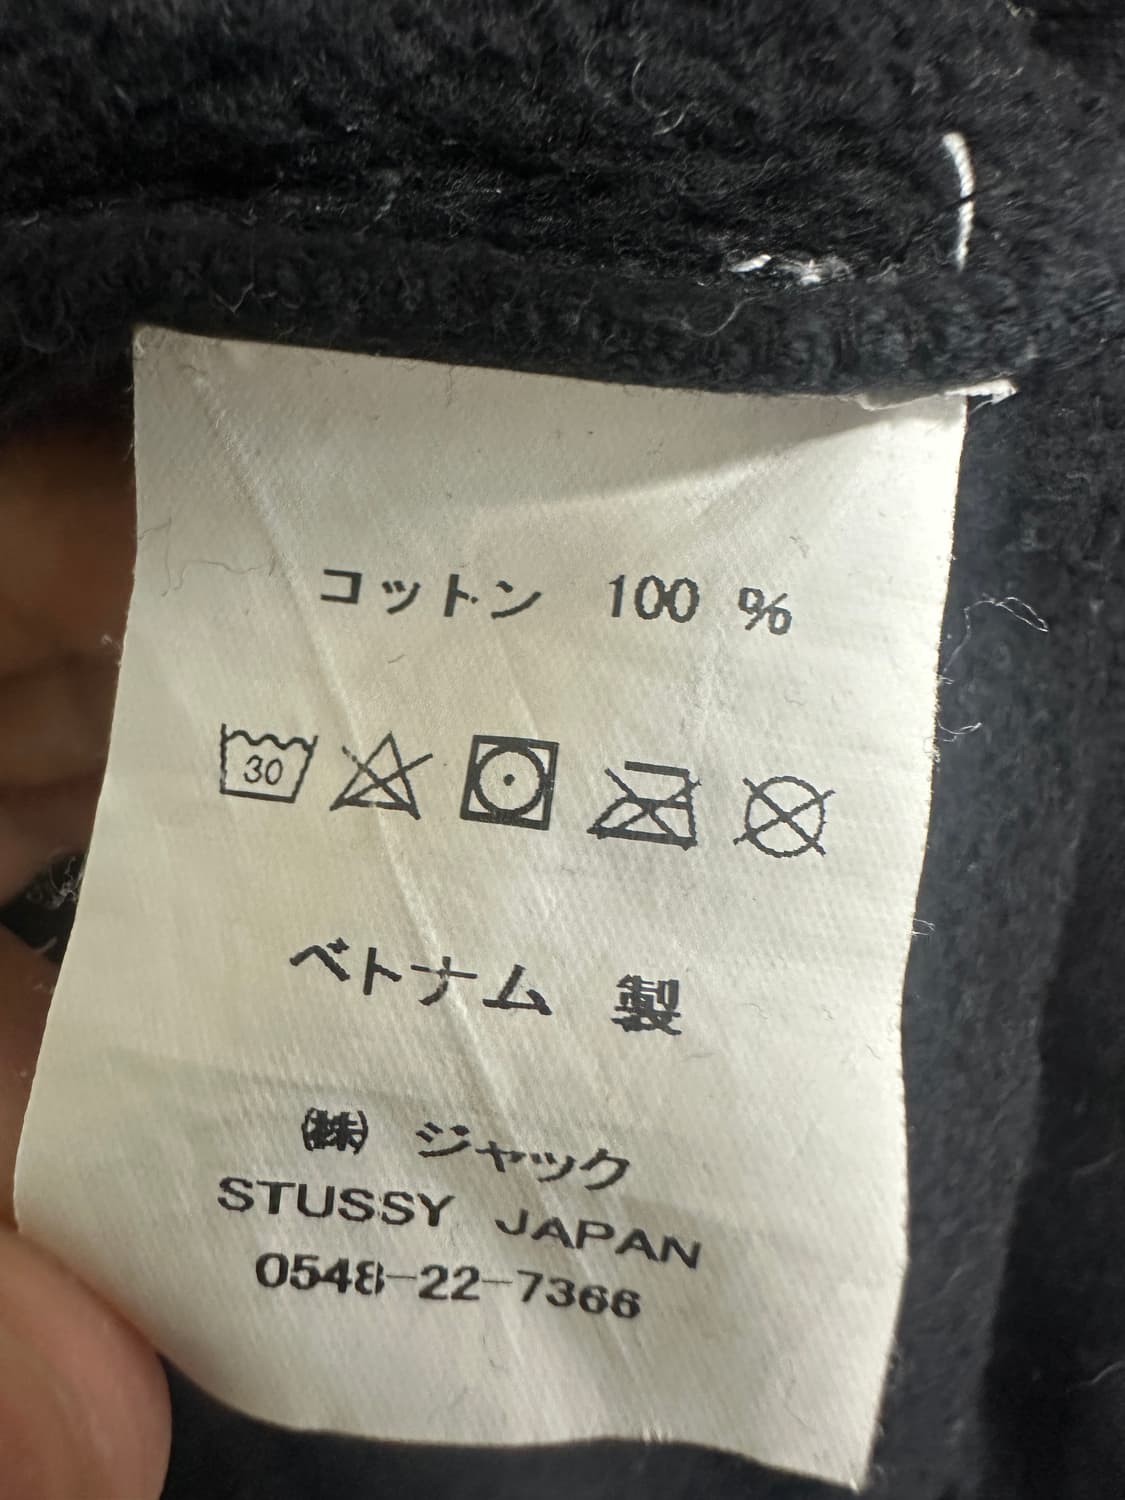 コットン 100 %
30
ベトナム 製
㈱ ジャック
STUSSY JAPAN
0548-22-7366